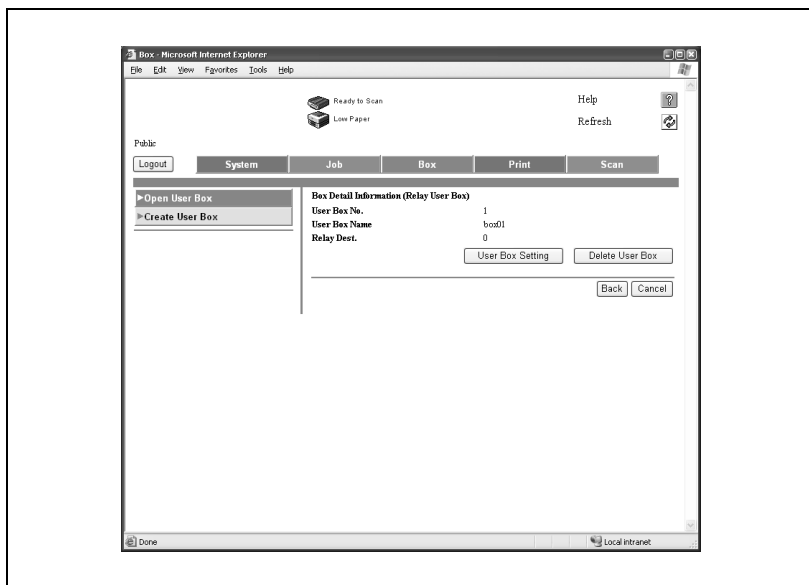 Box - Microsoft Internet Explorer
File Edit View Favorites Tools Help
Ready to Scan
Help
Low Paper
Refresh
Public
Logout System Job Box Print Scan
Open User Box
Create User Box
Box Detail Information (Relay User Box)
User Box No. 1
User Box Name box01
Relay Dest. 0
User Box Setting Delete User Box
Back Cancel
Done Local intranet